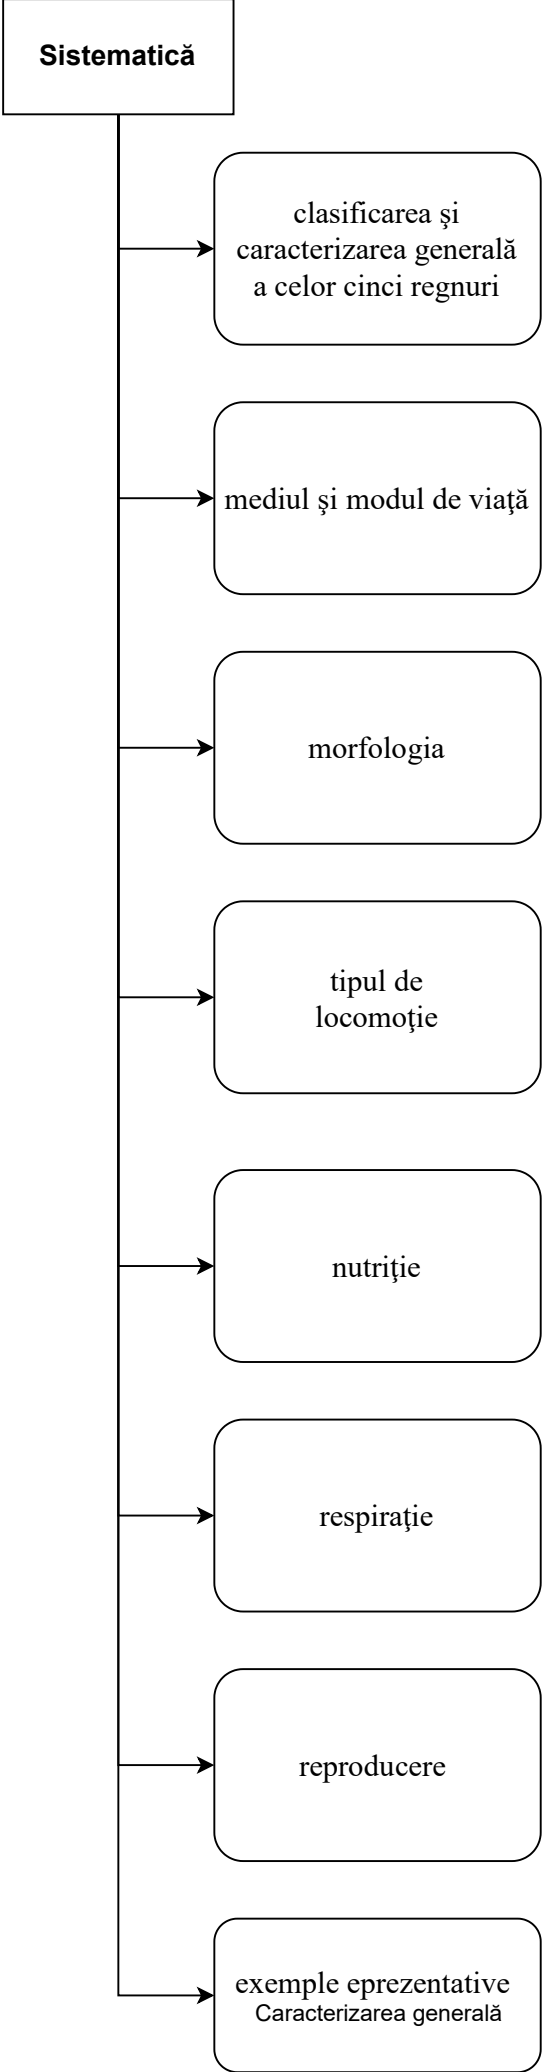 Sistematică
clasificarea şi
caracterizarea generală
a celor cinci regnuri
mediul şi modul de viaţă
morfologia
tipul de
locomoţie
nutriţie
respiraţie
reproducere
exemple eprezentative
Caracterizarea generală